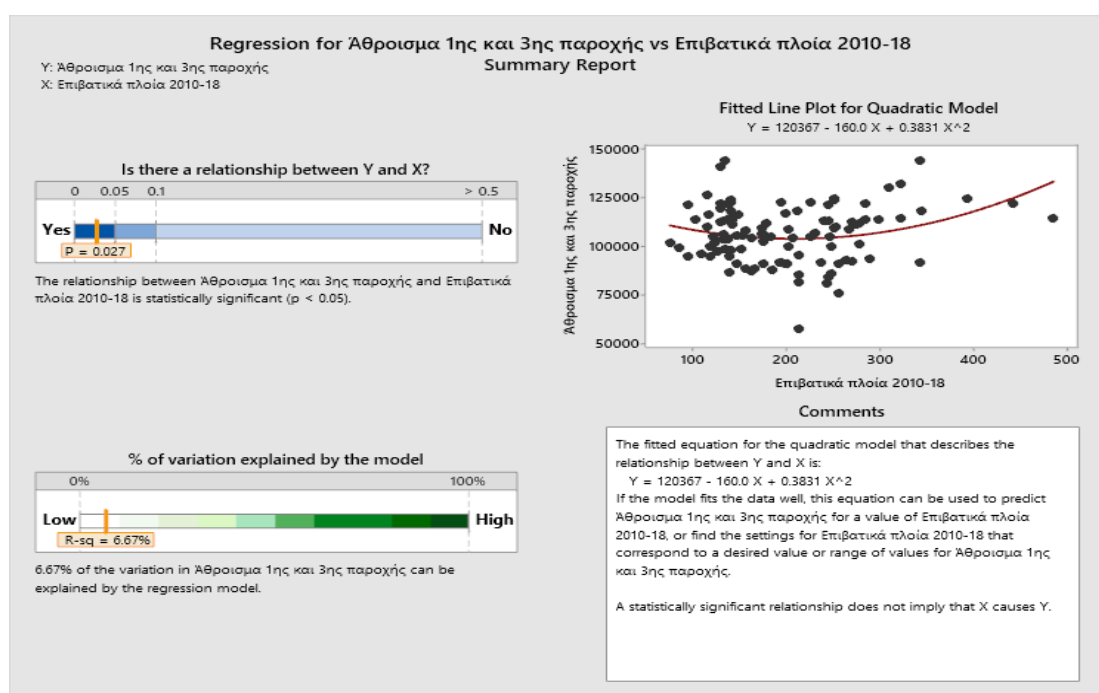 Regression for Άθροισμα 1ης και 3ης παροχής vs Επιβατικά πλοία 2010-18
Summary Report
Y: Άθροισμα 1ης και 3ης παροχής
X: Επιβατικά πλοία 2010-18
Is there a relationship between Y and X?
0 0.05 0.1 > 0.5
Yes No
P = 0.027
The relationship between Άθροισμα 1ης και 3ης παροχής and Επιβατικά
πλοία 2010-18 is statistically significant (p < 0.05).
% of variation explained by the model
0% 100%
Low High
R-sq = 6.67%
6.67% of the variation in Άθροισμα 1ης και 3ης παροχής can be
explained by the regression model.
Fitted Line Plot for Quadratic Model
Y = 120367 - 160.0 X + 0.3831 X^2
Άθροισμα 1ης και 3ης παροχής
150000
125000
100000
75000
50000
100 200 300 400 500
Επιβατικά πλοία 2010-18
Comments
The fitted equation for the quadratic model that describes the
relationship between Y and X is:
Y = 120367 - 160.0 X + 0.3831 X^2
If the model fits the data well, this equation can be used to predict
Άθροισμα 1ης και 3ης παροχής for a value of Επιβατικά πλοία
2010-18, or find the settings for Επιβατικά πλοία 2010-18 that
correspond to a desired value or range of values for Άθροισμα 1ης
και 3ης παροχής.
A statistically significant relationship does not imply that X causes Y.